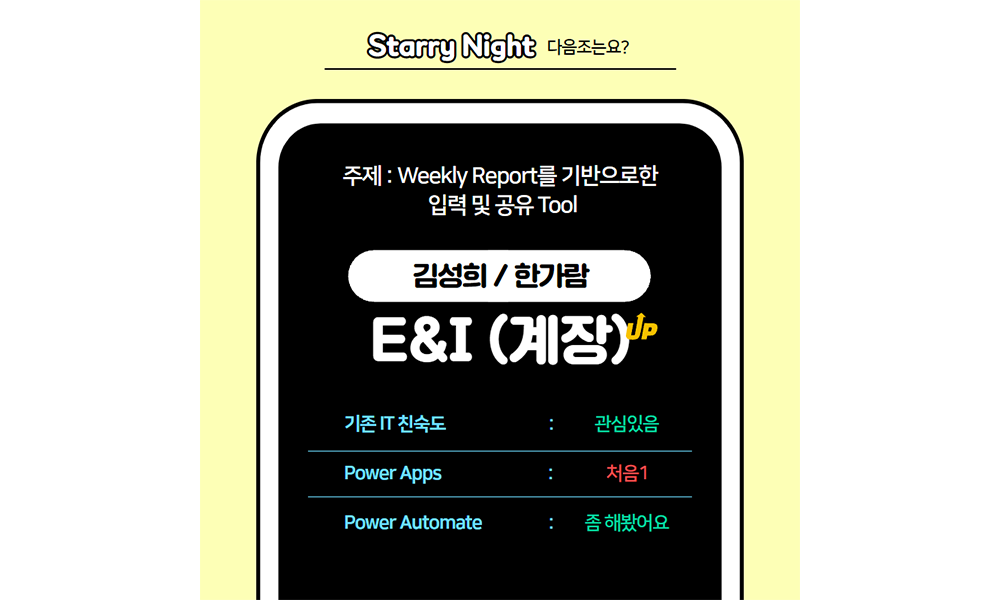 Starry Night 다음조는요?
주제 : Weekly Report를 기반으로한
입력 및 공유 Tool
김성희 / 한가람
E&I (계장) UP
기존 IT 친숙도 : 관심있음
Power Apps : 처음1
Power Automate : 좀 해봤어요